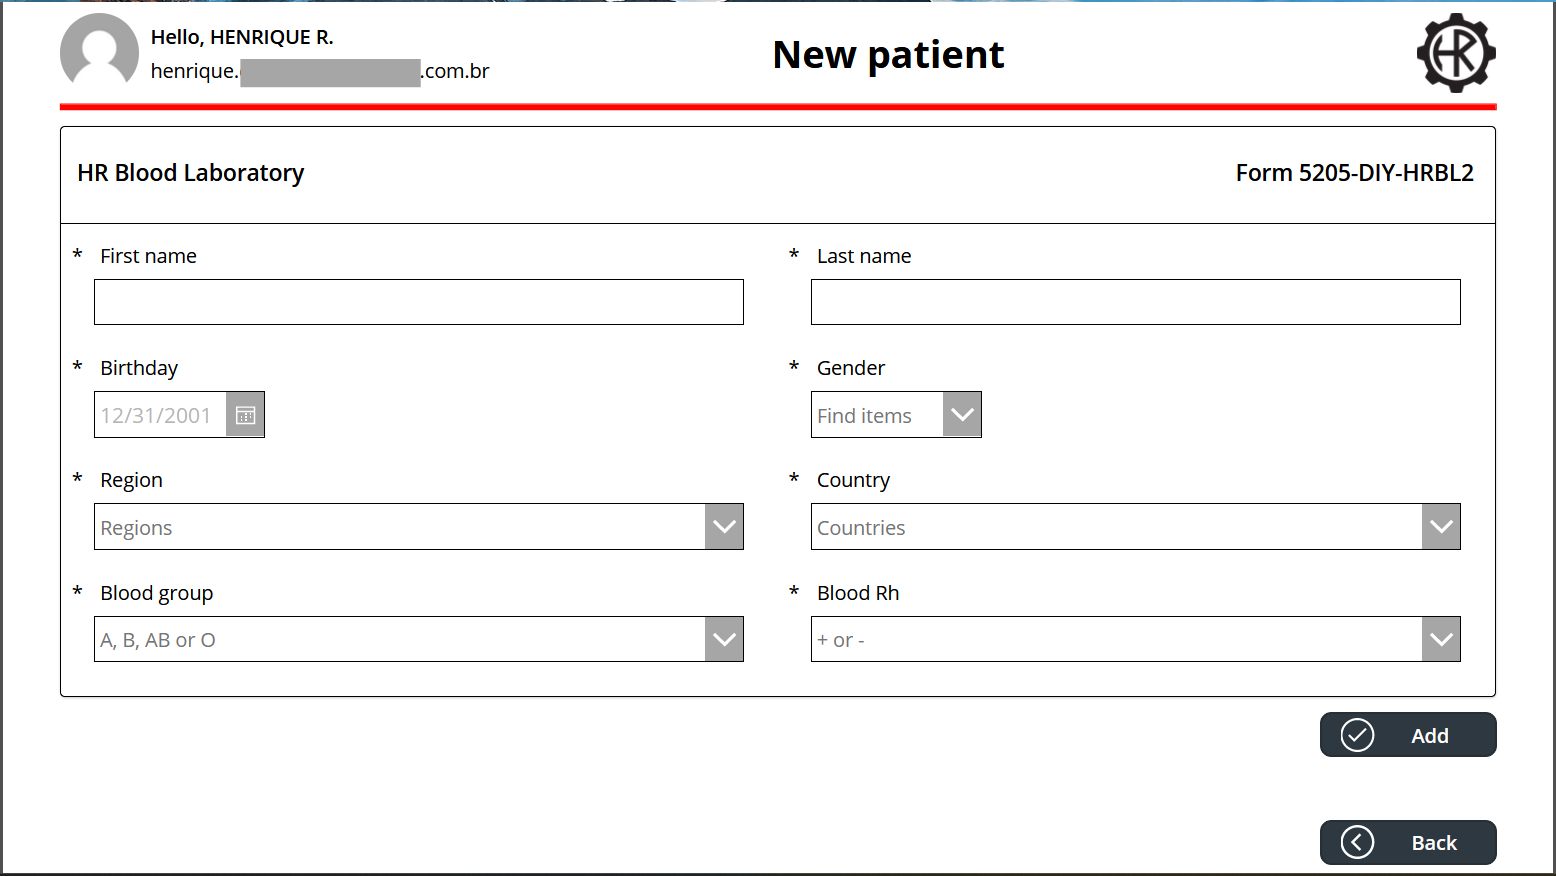 Hello, HENRIQUE R.
New patient
HR
henrique. .com.br
HR Blood Laboratory
Form 5205-DIY-HRBL2
* First name
* Last name
* Birthday
* Gender
12/31/2001
Find items
* Region
* Country
Regions
Countries
* Blood group
* Blood Rh
A, B, AB or O
+ or -
Add
Back